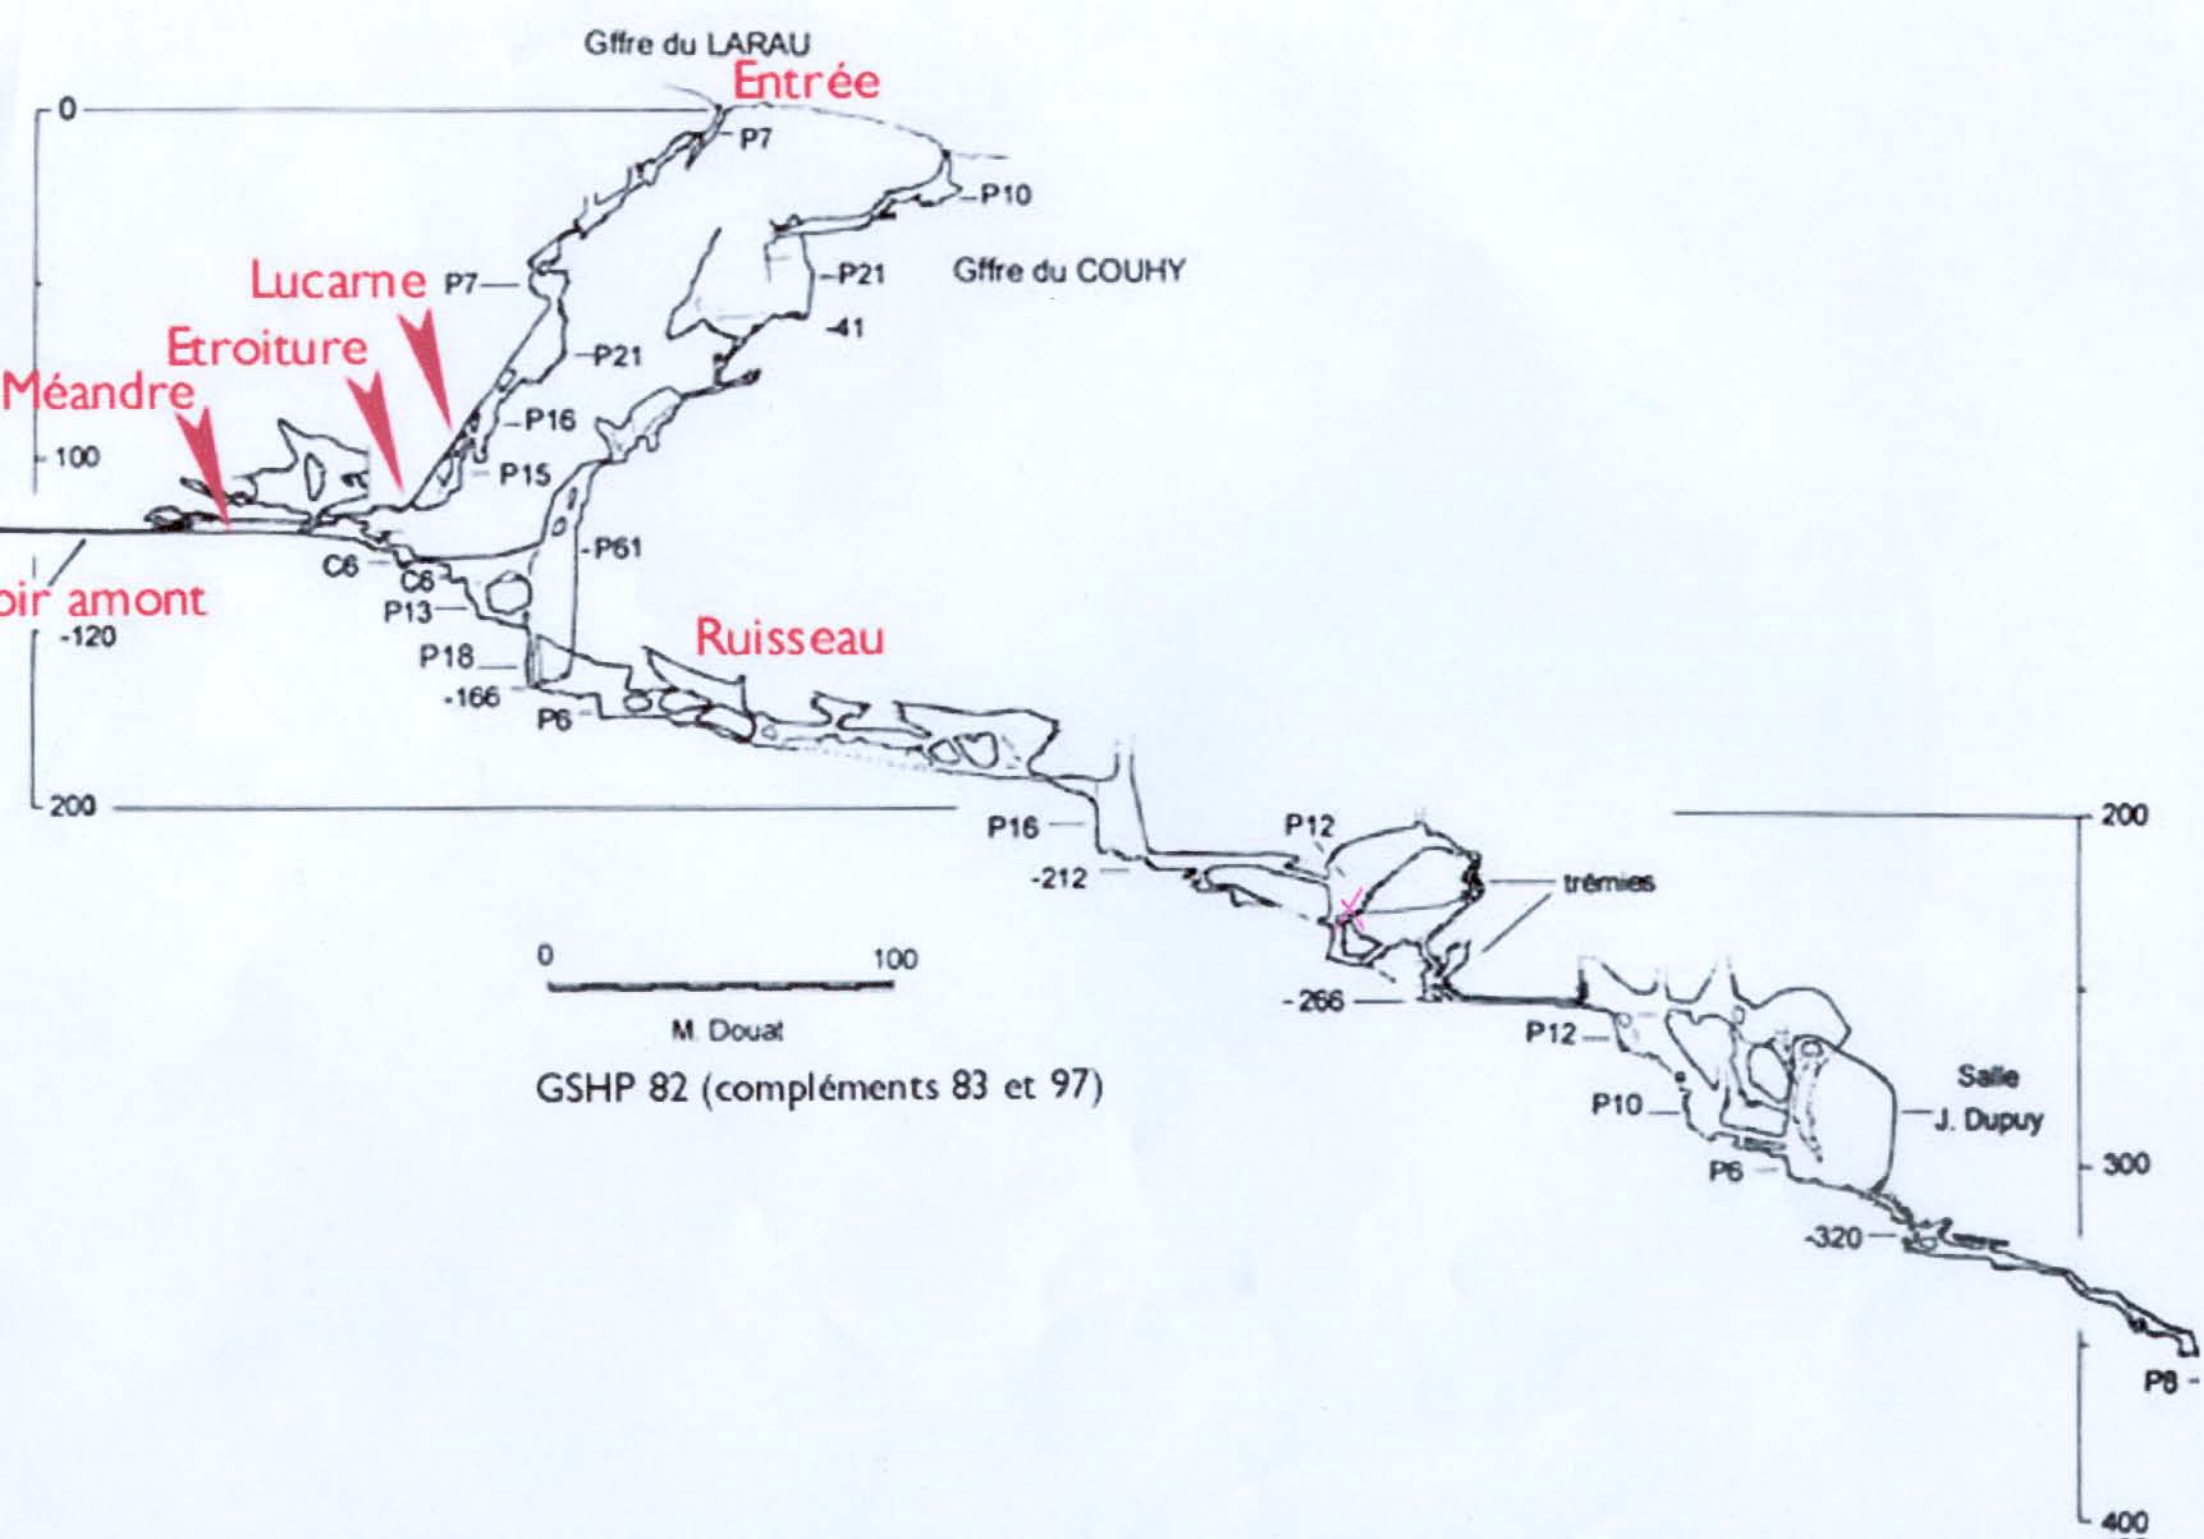 Gffre du LARAU
Entrée
0
P7
P10
Lucarne
P7
P21
Gffre du COUHY
-41
Etroiture
P21
Méandre
P16
100
P15
P61
C6
C6
amont
P13
-120
Ruisseau
P18
-166
P6
200
200
P16
P12
-212
trémies
0
100
-266
M. Douat
P12
GSHP 82 (compléments 83 et 97)
Salle
J. Dupuy
P10
300
P6
-320
P8
400